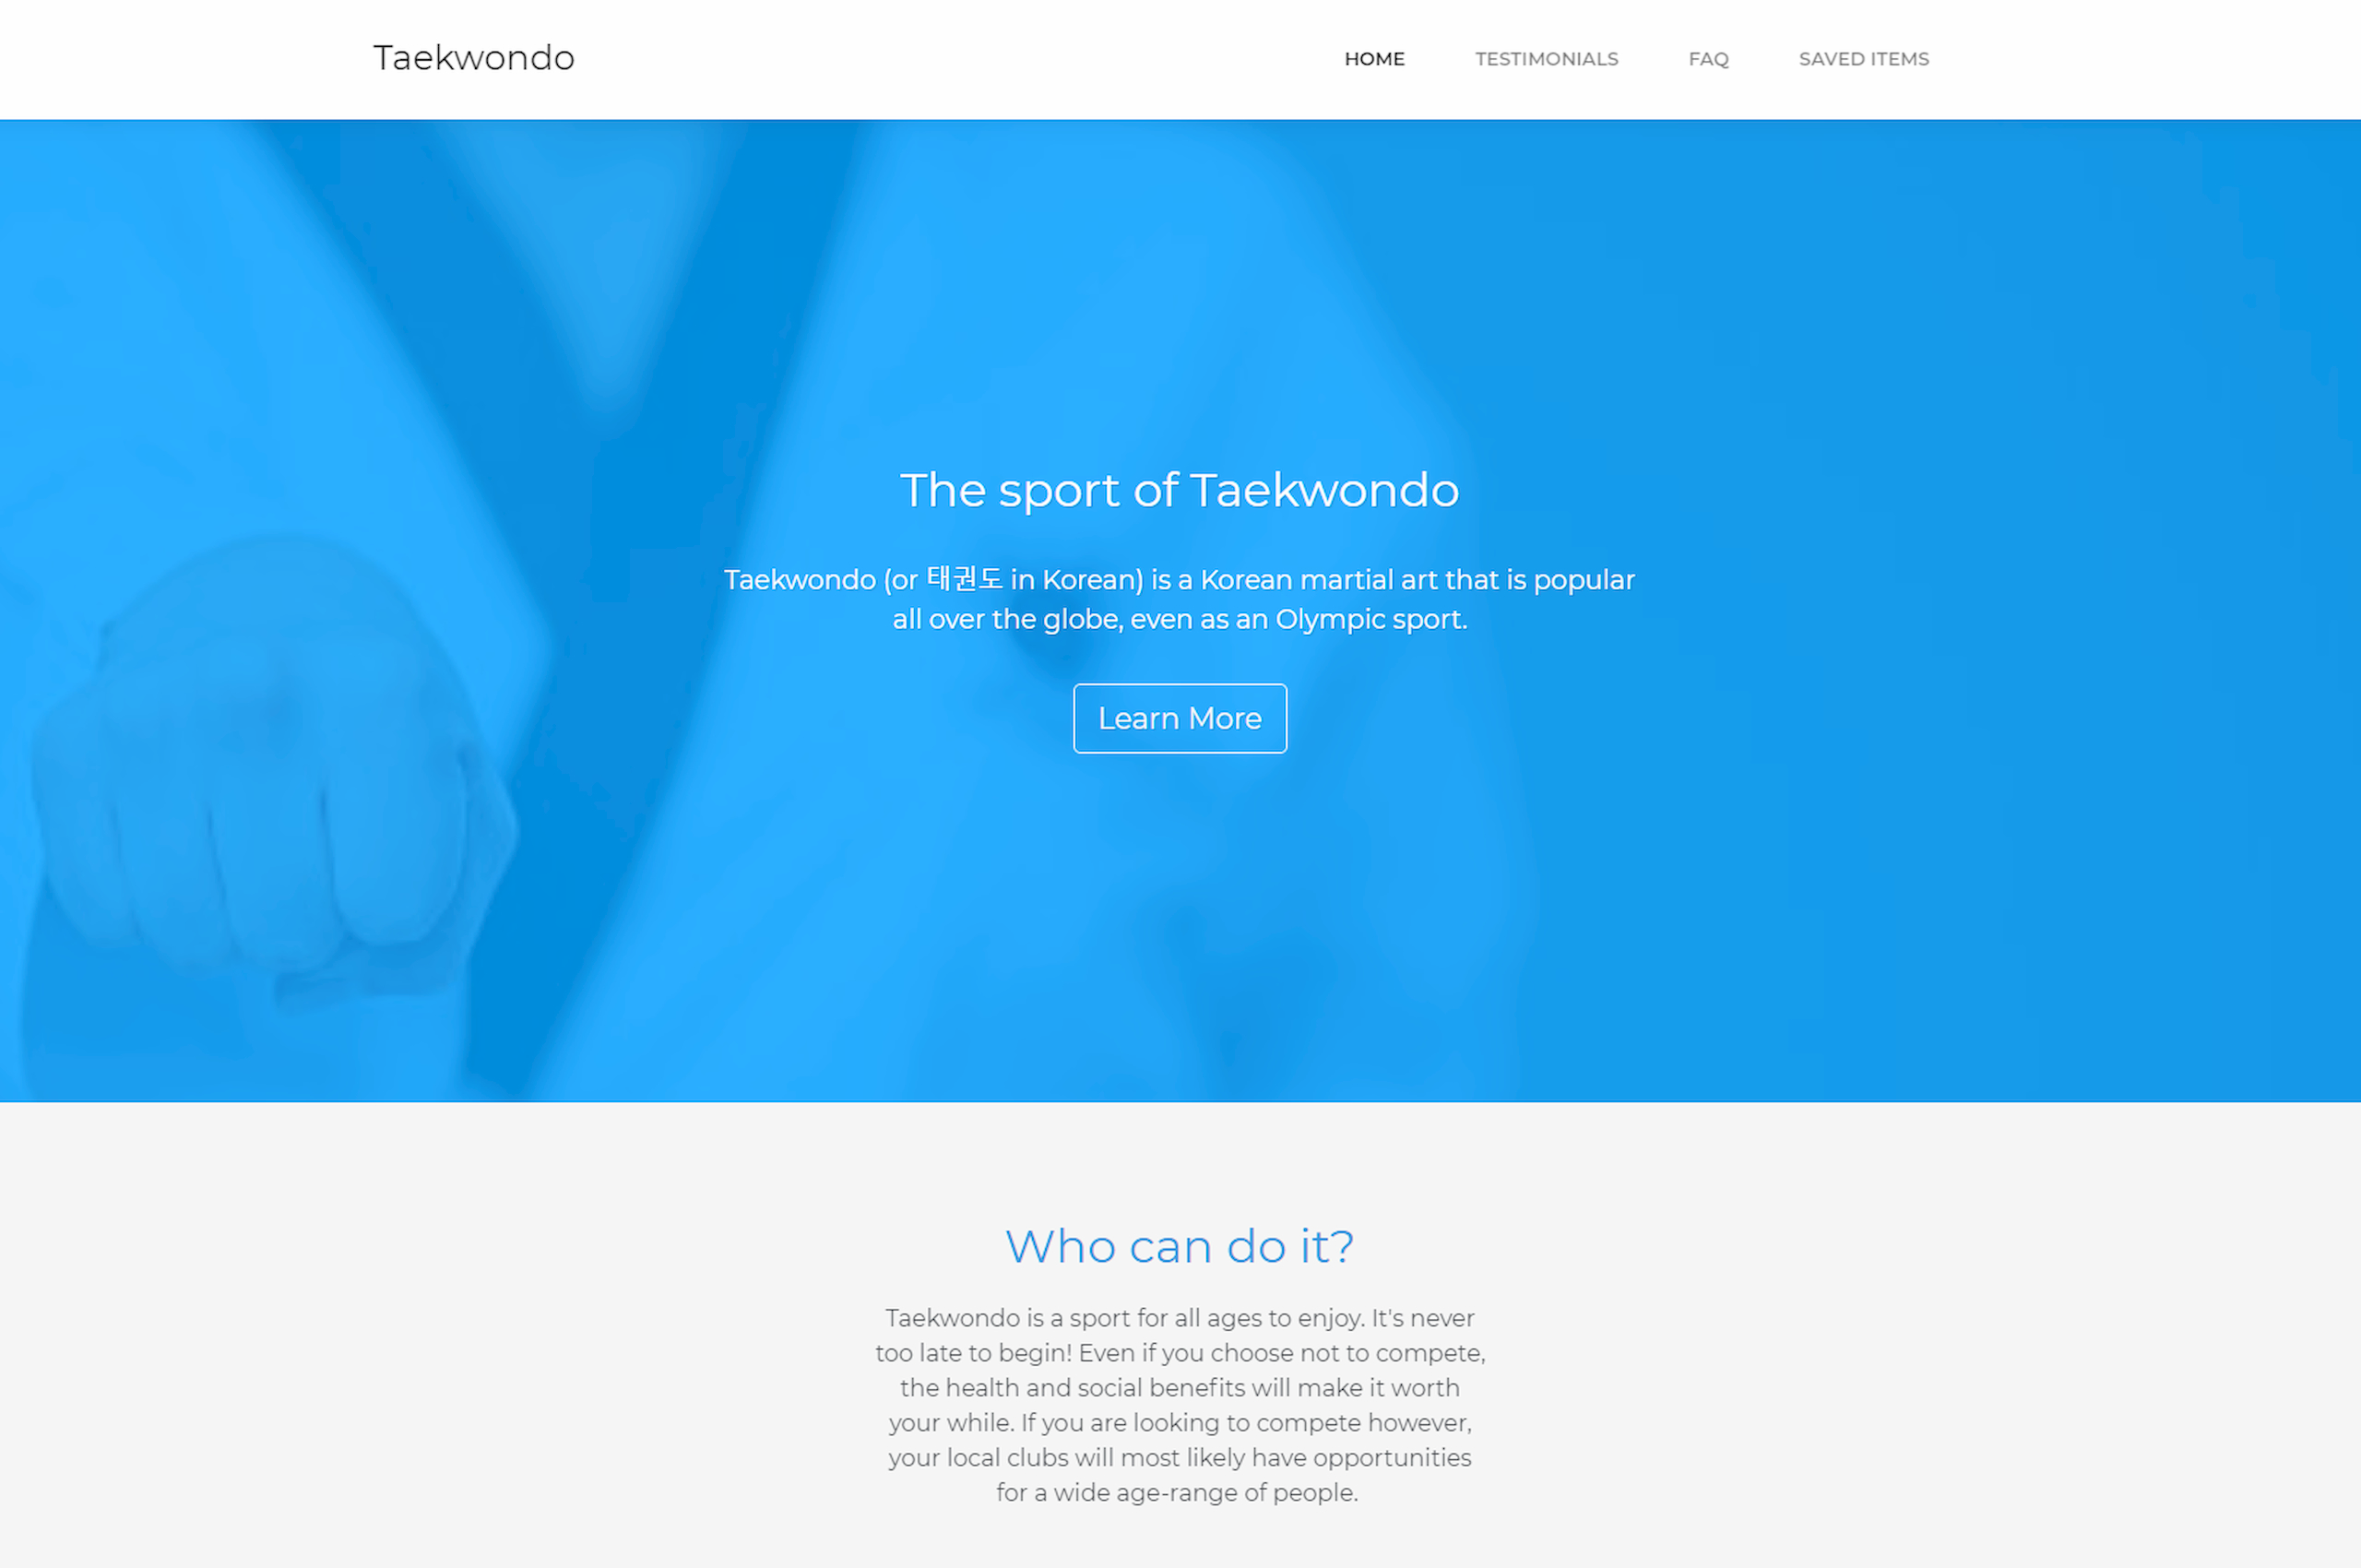 Taekwondo
HOME
TESTIMONIALS
FAQ
SAVED ITEMS
The sport of Taekwondo
Taekwondo (or 태권도 in Korean) is a Korean martial art that is popular
all over the globe, even as an Olympic sport.
Learn More
Who can do it?
Taekwondo is a sport for all ages to enjoy. It's never
too late to begin! Even if you choose not to compete,
the health and social benefits will make it worth
your while. If you are looking to compete however,
your local clubs will most likely have opportunities
for a wide age-range of people.